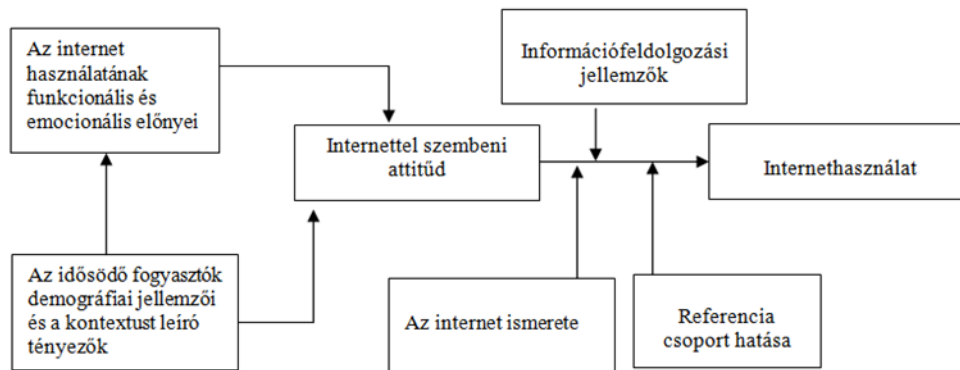 Az internet
használatának
funkcionális és
emocionális előnyei
Információfeldolgozási
jellemzők
Internettel szembeni
attitűd
Internethasználat
Az idősödő fogyasztók
demográfiai jellemzői
és a kontextust leíró
tényezők
Az internet ismerete
Referencia
csoport hatása